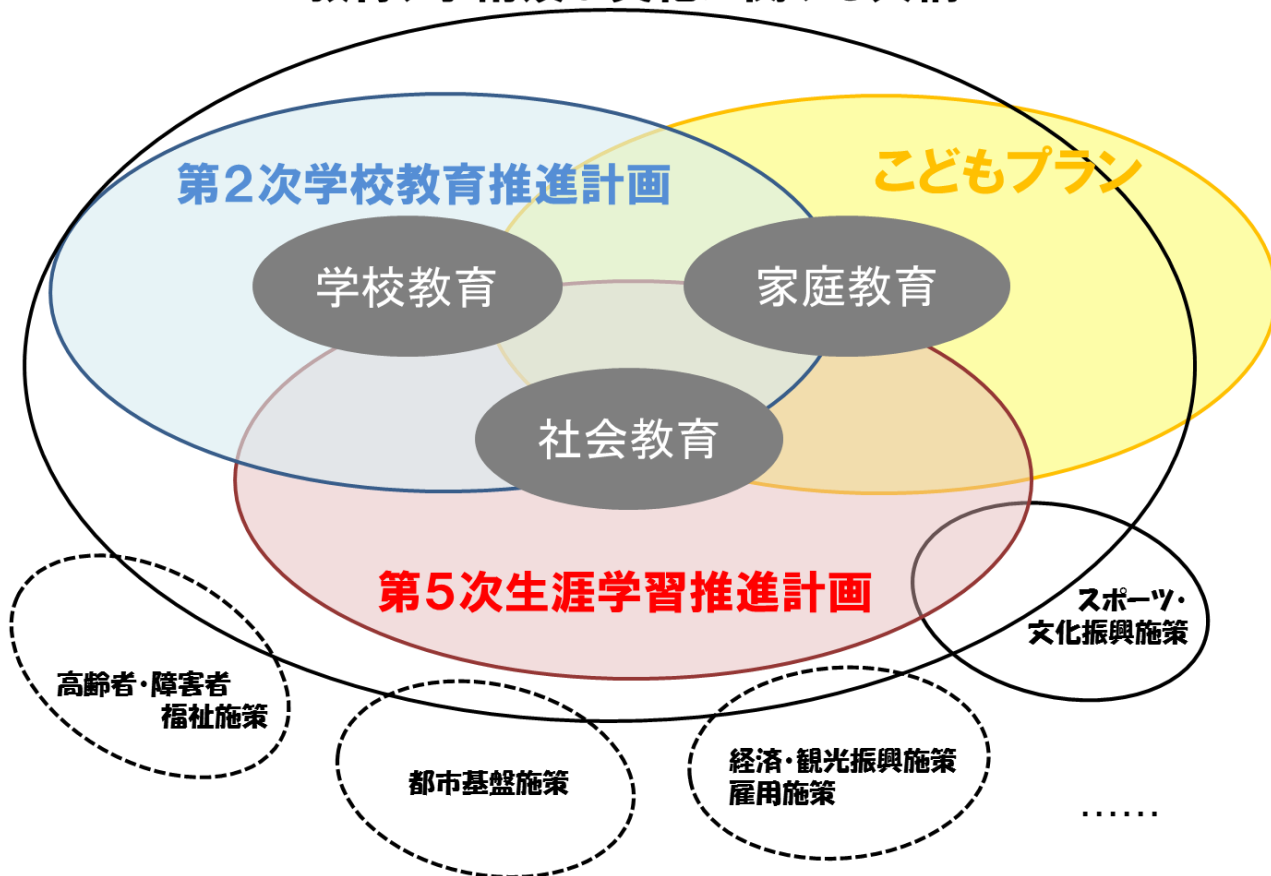 第2次学校教育推進計画
こどもプラン
学校教育
家庭教育
社会教育
第5次生涯学習推進計画
スポーツ・
文化振興施策
高齢者・障害者
福祉施策
都市基盤施策
経済・観光振興施策
雇用施策
……